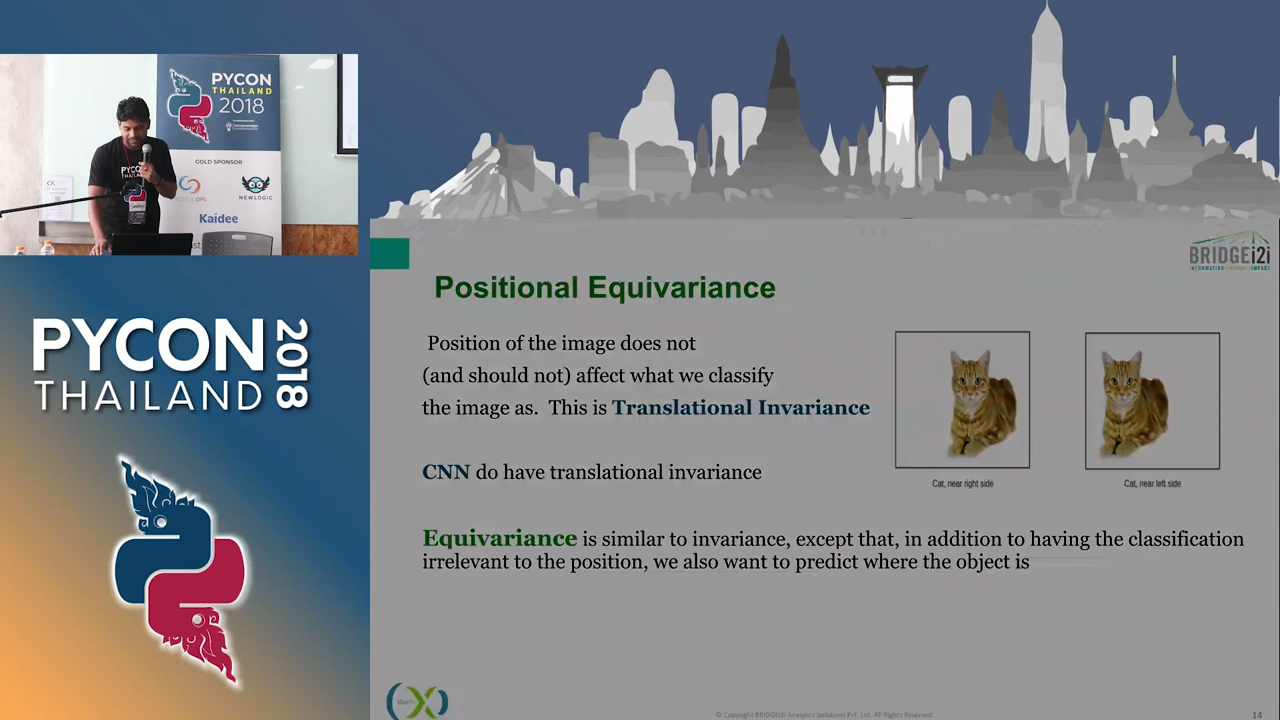 PYCON
THAILAND
2018
GOLD SPONSOR
NEWLOGIC
Kaidee
PYCON 2018
THAILAND
BRIDGEi2i
INFORMATION INSIGHT IMPACT
Positional Equivariance
Position of the image does not
(and should not) affect what we classify
the image as. This is Translational Invariance
Cat, near right side
Cat, near left side
CNN do have translational invariance
Equivariance is similar to invariance, except that, in addition to having the classification
irrelevant to the position, we also want to predict where the object is
© Copyright BRIDGEi2i Analytics Solutions Pvt. Ltd. All Rights Reserved.
14